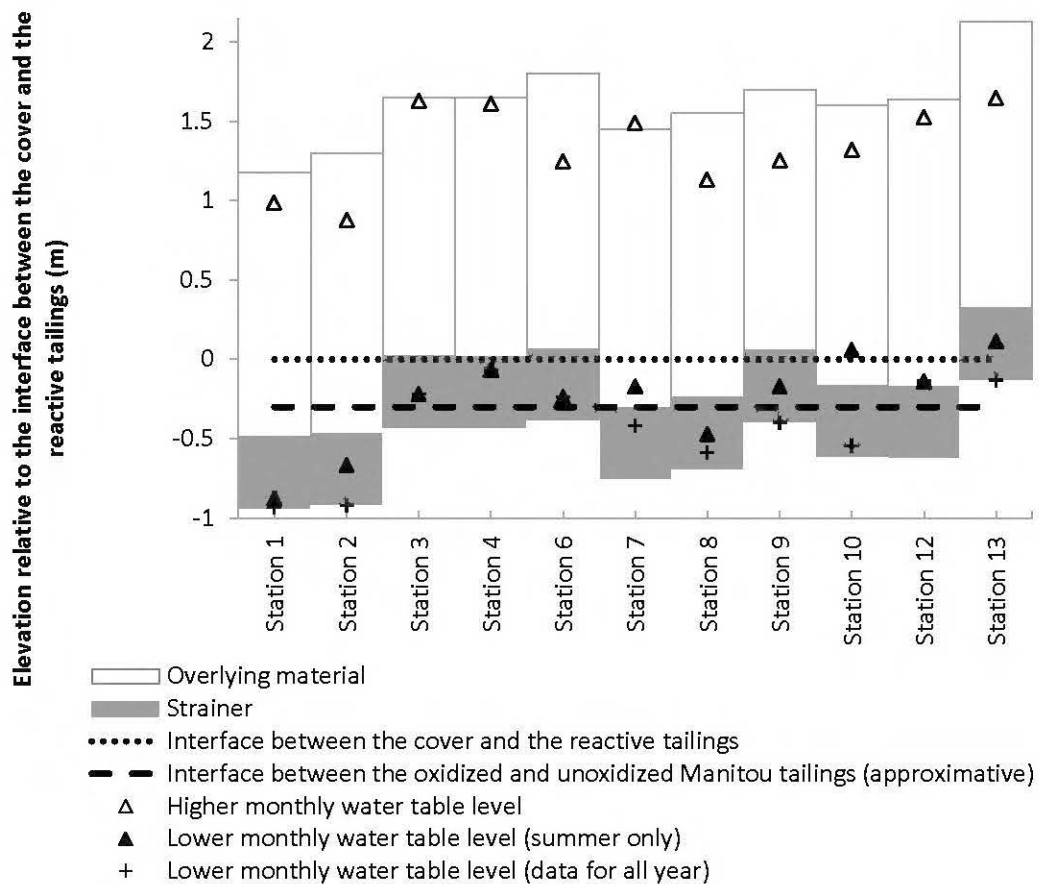 Elevation relative to the interface between the cover and the
reactive tailings (m)
2
1.5
1
0.5
0
-0.5
-1
Station 1
Station 2
Station 3
Station 4
Station 6
Station 7
Station 8
Station 9
Station 10
Station 12
Station 13
Overlying material
Strainer
Interface between the cover and the reactive tailings
Interface between the oxidized and unoxidized Manitou tailings (approximative)
Higher monthly water table level
Lower monthly water table level (summer only)
Lower monthly water table level (data for all year)